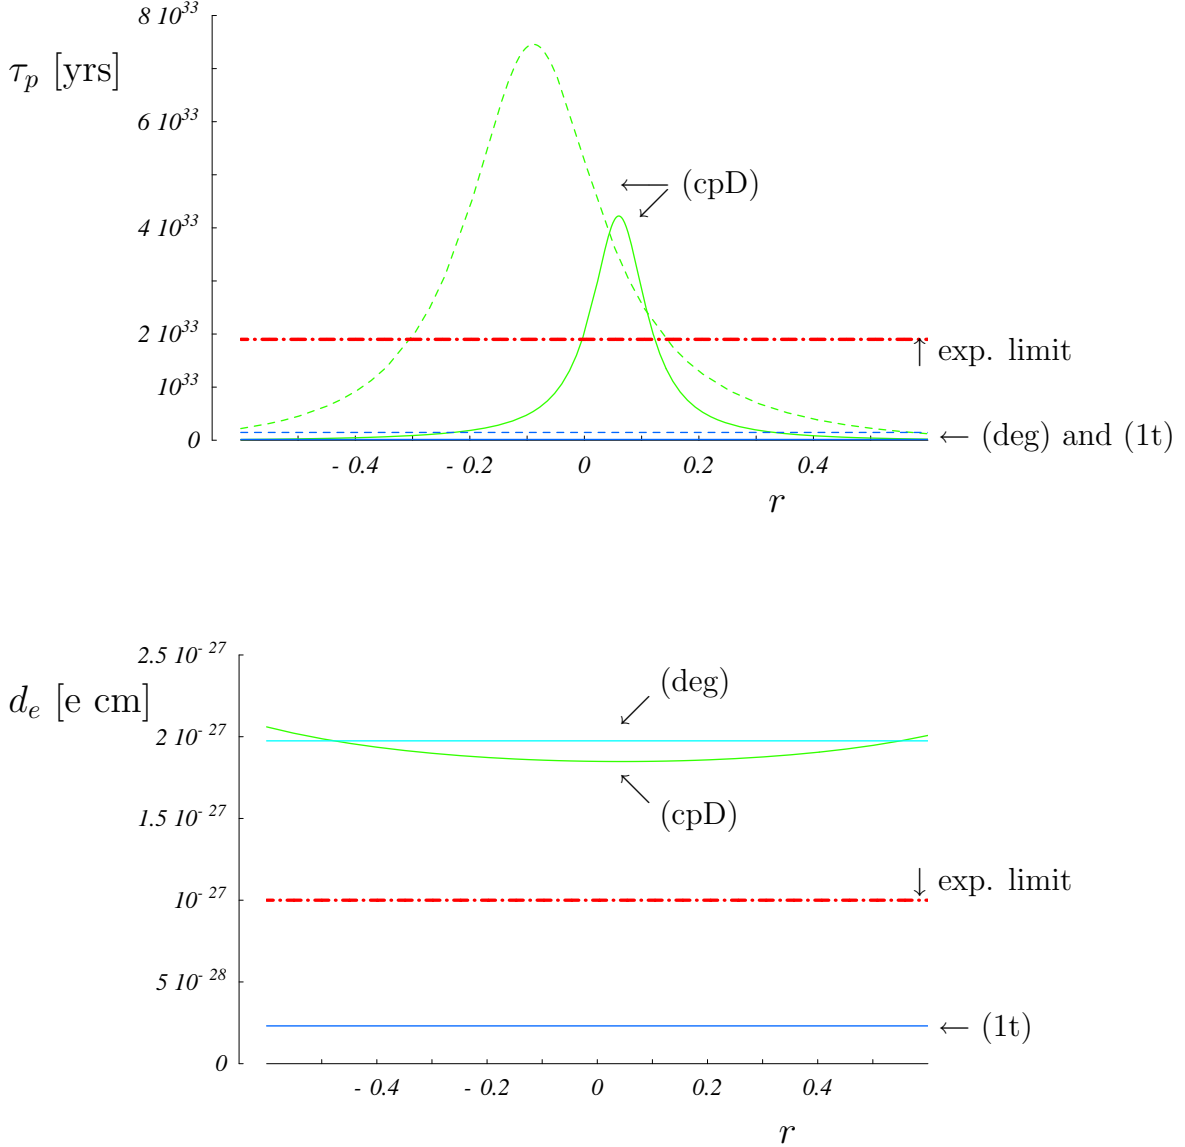 8 10^33
τ_p [yrs]
6 10^33
(cpD)
4 10^33
2 10^33
exp. limit
10^33
0
← (deg) and (1t)
- 0.4 - 0.2 0 0.2 0.4
r
2.5 10^- 27
(deg)
d_e [e cm]
2 10^- 27
1.5 10^- 27
(cpD)
↓ exp. limit
10^- 27
5 10^- 28
← (1t)
0
- 0.4 - 0.2 0 0.2 0.4
r